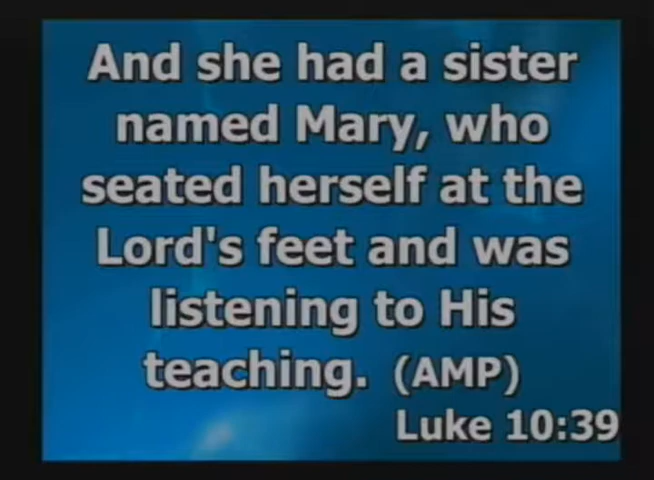 And she had a sister
named Mary, who
seated herself at the
Lord's feet and was
listening to His
teaching. (AMP)
Luke 10:39